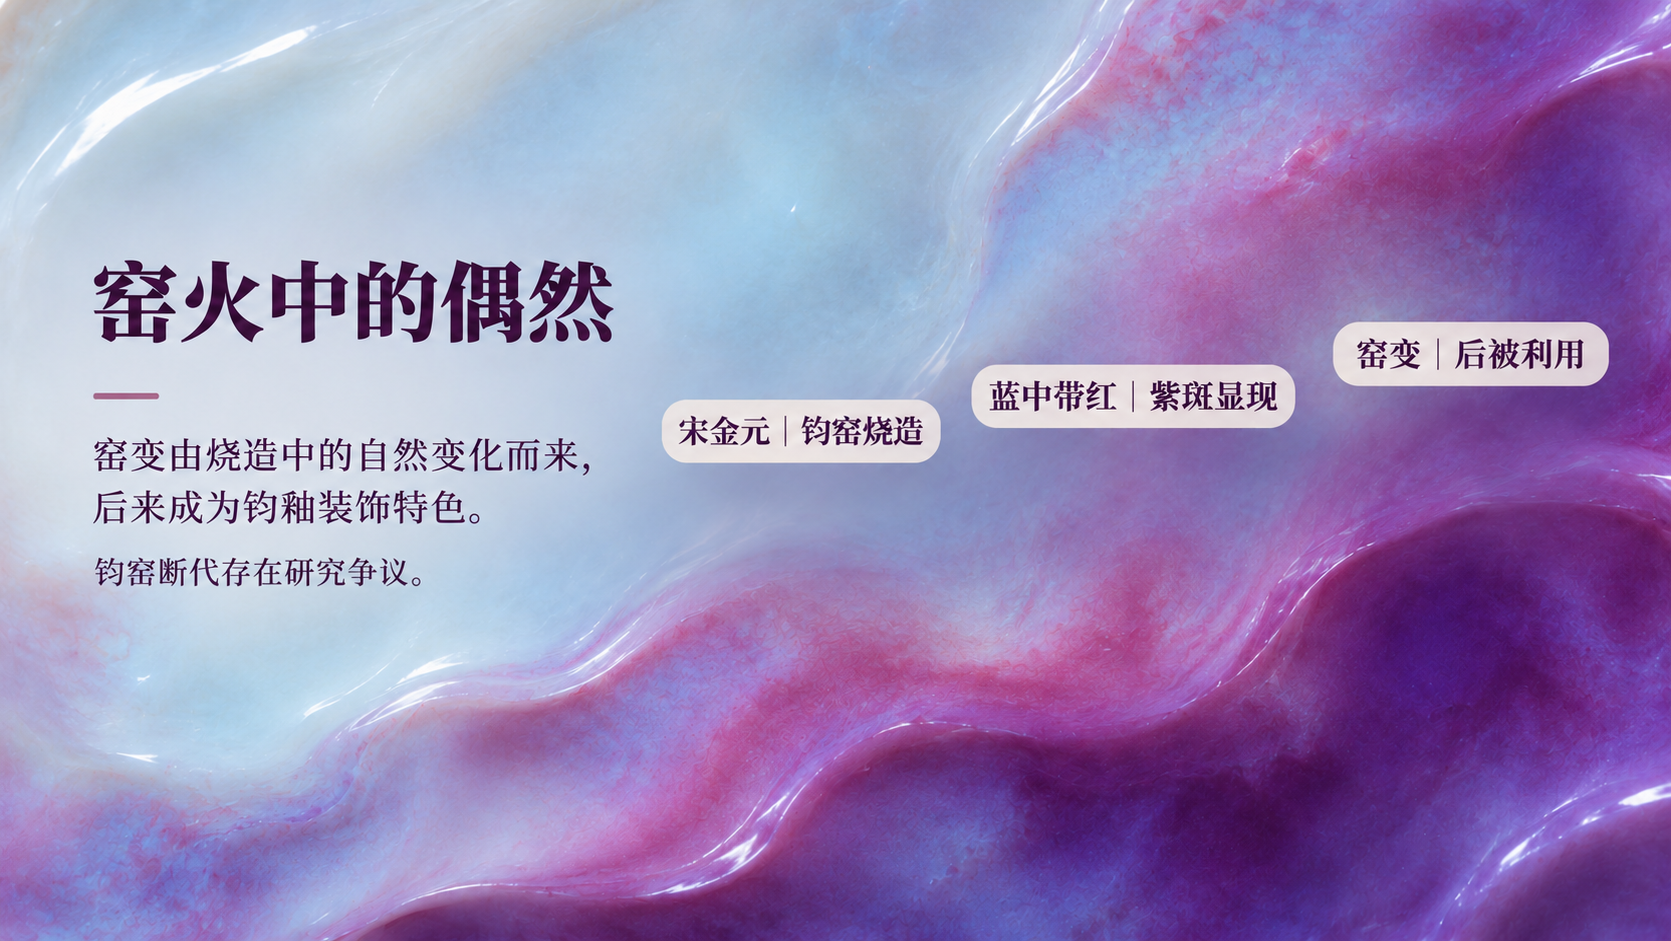 窑火中的偶然
窑变由烧造中的自然变化而来，
后来成为钧釉装饰特色。
钧窑断代存在研究争议。
宋金元｜钧窑烧造
蓝中带红｜紫斑显现
窑变｜后被利用